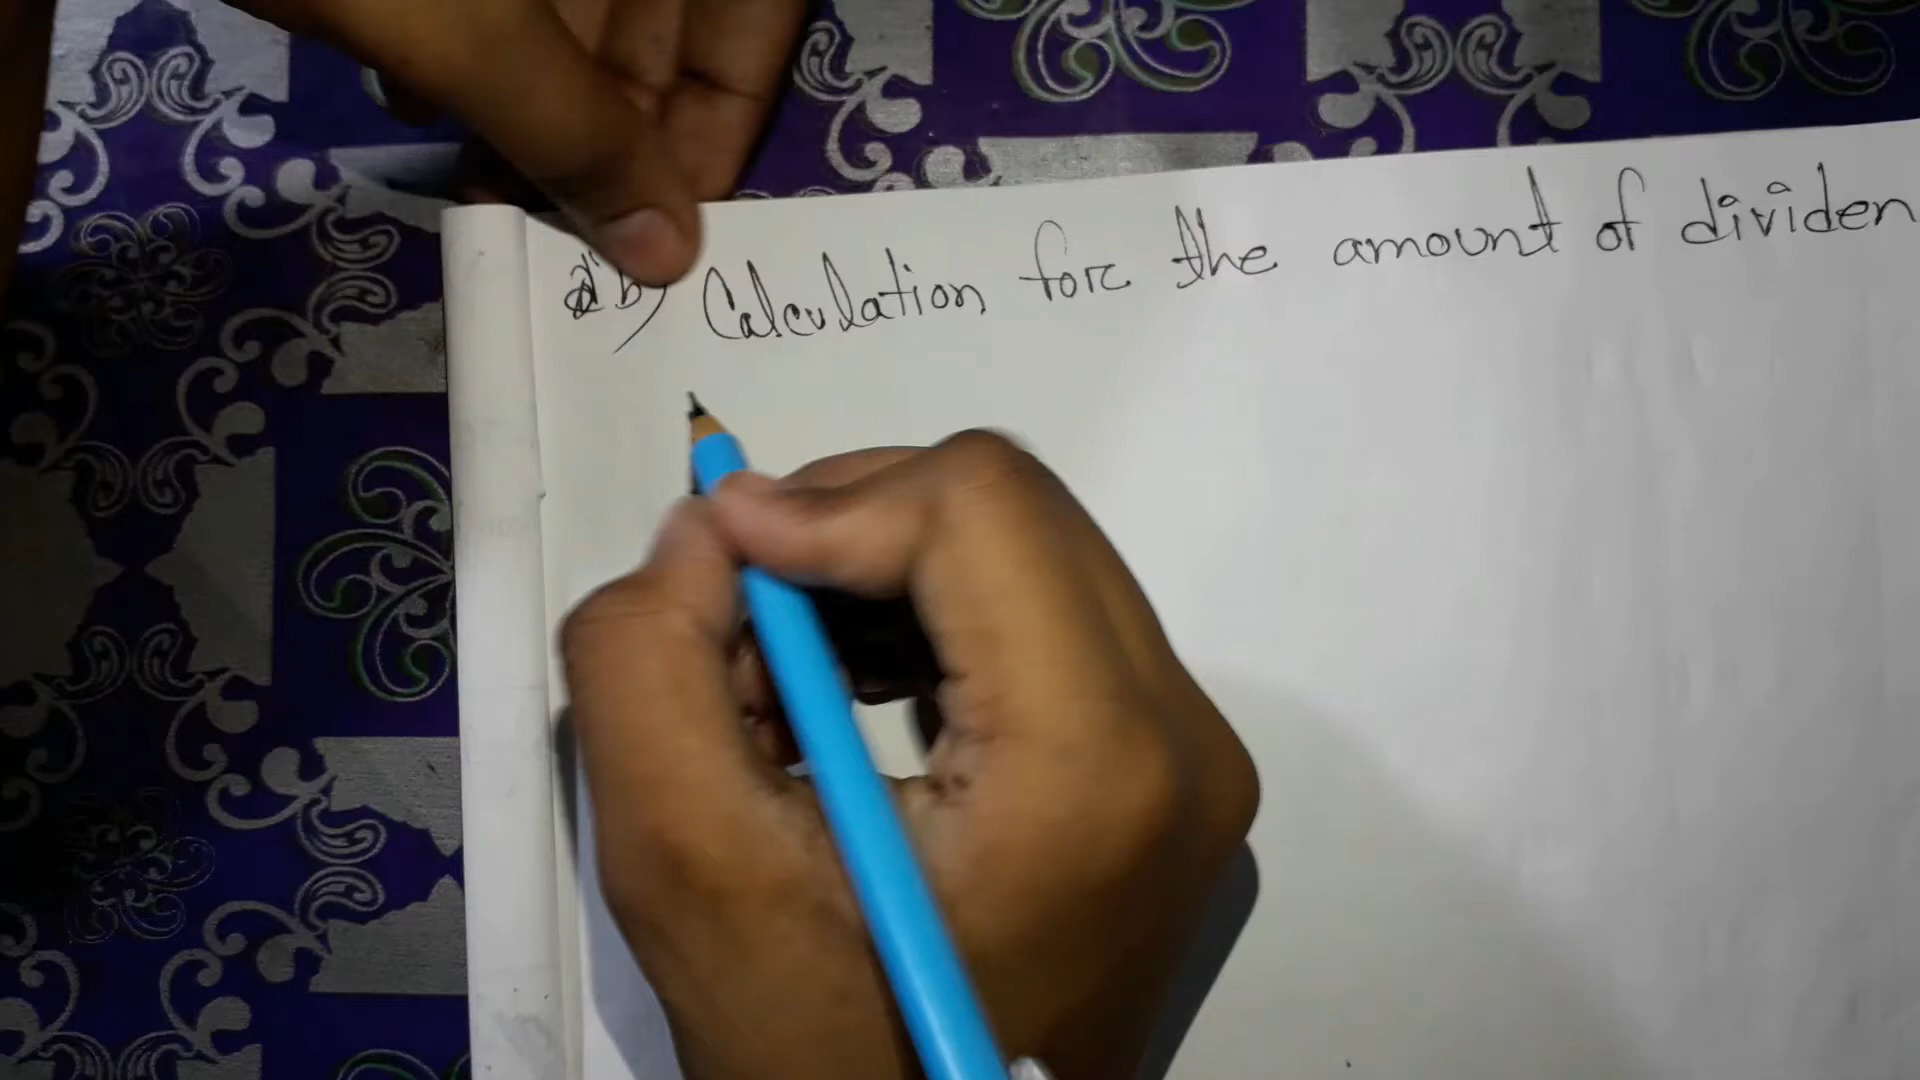 b) Calculation for the amount of dividen